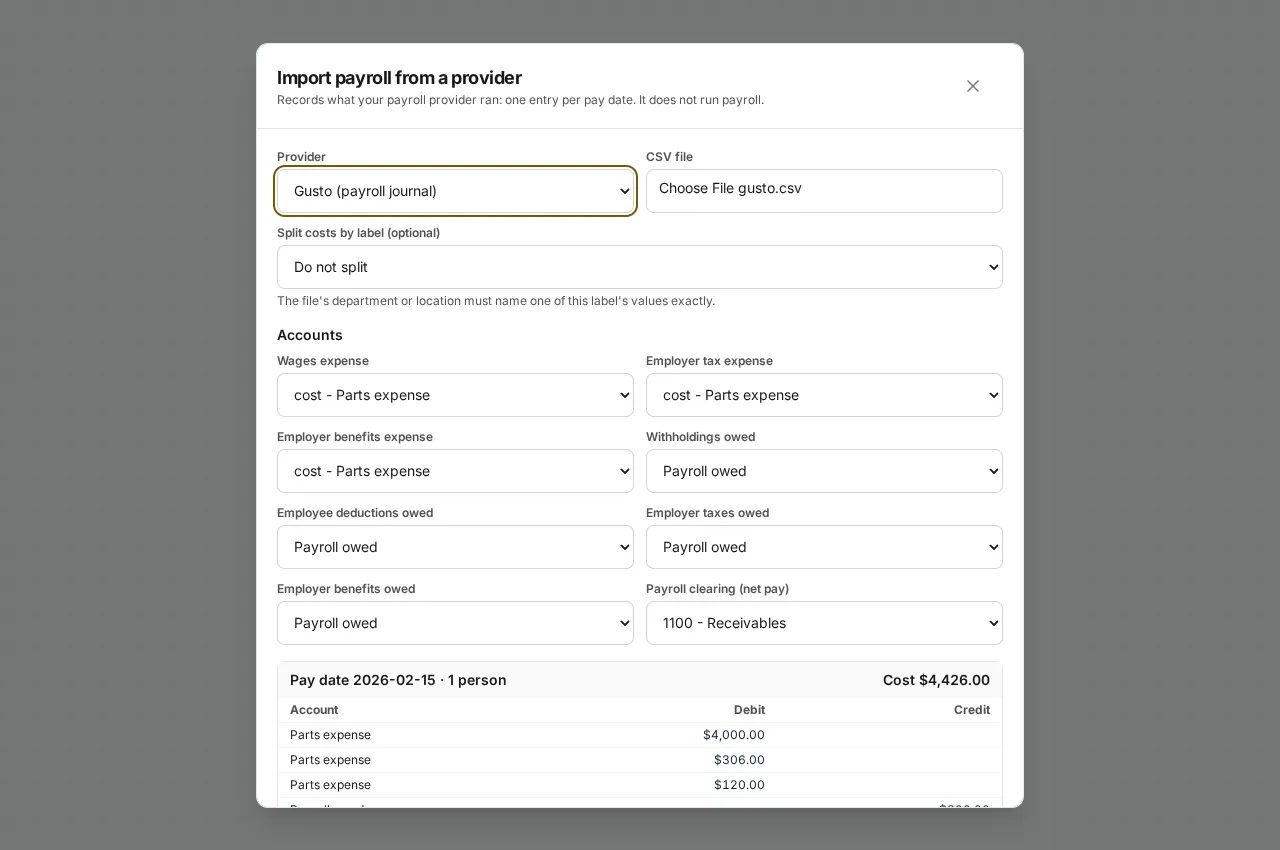 Import payroll from a provider
Records what your payroll provider ran: one entry per pay date. It does not run payroll.
Provider
CSV file
Gusto (payroll journal)
Choose File gusto.csv
Split costs by label (optional)
Do not split
The file's department or location must name one of this label's values exactly.
Accounts
Wages expense
Employer tax expense
cost - Parts expense
cost - Parts expense
Employer benefits expense
Withholdings owed
cost - Parts expense
Payroll owed
Employee deductions owed
Employer taxes owed
Payroll owed
Payroll owed
Employer benefits owed
Payroll clearing (net pay)
Payroll owed
1100 - Receivables
Pay date 2026-02-15 · 1 person
Cost $4,426.00
Account Debit Credit
Parts expense $4,000.00
Parts expense $306.00
Parts expense $120.00